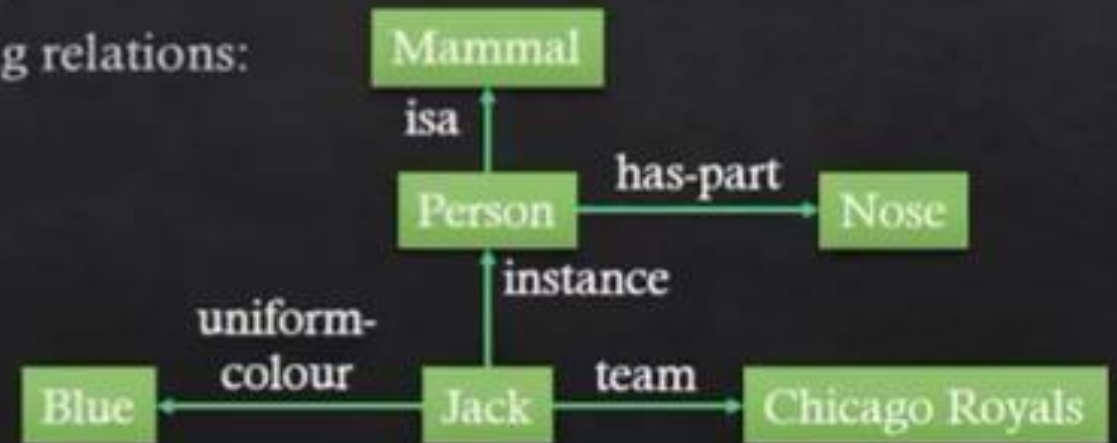 g relations:
Mammal
isa
has-part
Person
Nose
instance
uniform-
colour
team
Blue
Jack
Chicago Royals